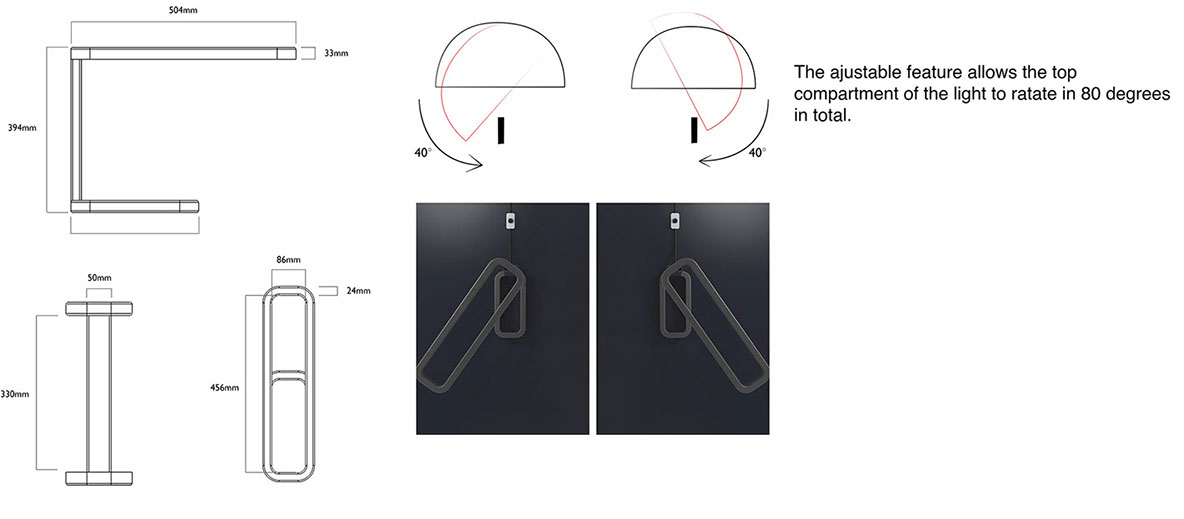 504mm
33mm
394mm
50mm
330mm
86mm
24mm
456mm
40°
40°
The ajustable feature allows the top
compartment of the light to ratate in 80 degrees
in total.